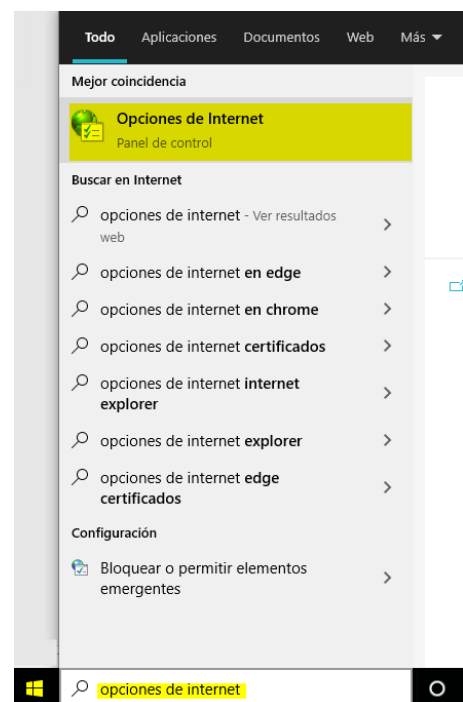 Todo Aplicaciones Documentos Web Más
Mejor coincidencia
Opciones de Internet
Panel de control
Buscar en Internet
opciones de internet - Ver resultados
web
opciones de internet en edge
opciones de internet en chrome
opciones de internet certificados
opciones de internet internet
explorer
opciones de internet explorer
opciones de internet edge
certificados
Configuración
Bloquear o permitir elementos
emergentes
opciones de internet